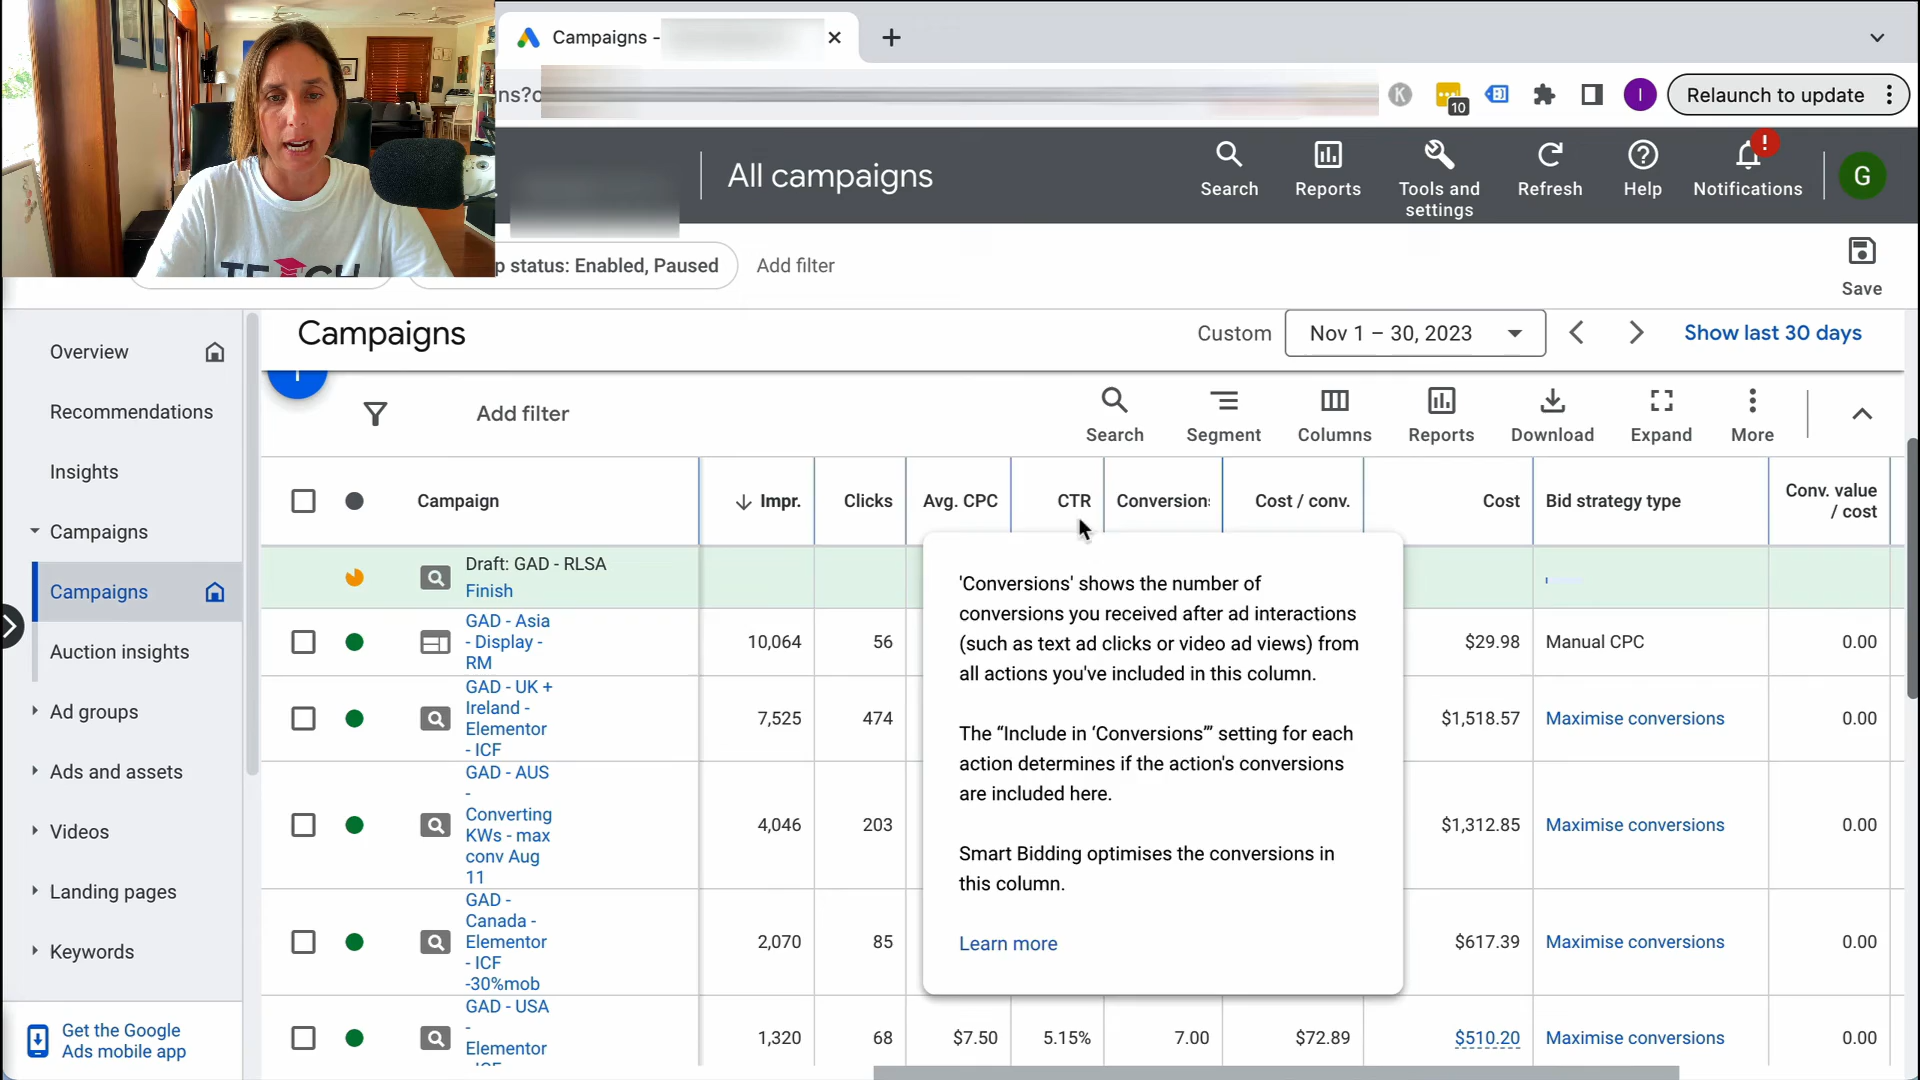 Campaigns -
ns?c
K
10
I
Relaunch to update
All campaigns
Search
Reports
Tools and
settings
Refresh
Help
!
Notifications
G
TE CH
p status: Enabled, Paused
Add filter
Save
Campaigns
Custom
Nov 1 – 30, 2023
Show last 30 days
Overview
Recommendations
Insights
Campaigns
Campaigns
Auction insights
Ad groups
Ads and assets
Videos
Landing pages
Keywords
Get the Google
Ads mobile app
Add filter
Search
Segment
Columns
Reports
Download
Expand
More
Campaign
Impr.
Clicks
Avg. CPC
CTR
Conversion
Cost / conv.
Cost
Bid strategy type
Conv. value
/ cost
Draft: GAD - RLSA
Finish
GAD - Asia
- Display -
RM
10,064
56
$29.98
Manual CPC
0.00
GAD - UK +
Ireland -
Elementor
- ICF
7,525
474
$1,518.57
Maximise conversions
0.00
GAD - AUS
-
Converting
KWs - max
conv Aug
11
4,046
203
$1,312.85
Maximise conversions
0.00
GAD -
Canada -
Elementor
- ICF
-30%mob
2,070
85
$617.39
Maximise conversions
0.00
GAD - USA
-
Elementor
1,320
68
$7.50
5.15%
7.00
$72.89
$510.20
Maximise conversions
0.00
'Conversions' shows the number of
conversions you received after ad interactions
(such as text ad clicks or video ad views) from
all actions you've included in this column.
The “Include in ‘Conversions’” setting for each
action determines if the action's conversions
are included here.
Smart Bidding optimises the conversions in
this column.
Learn more